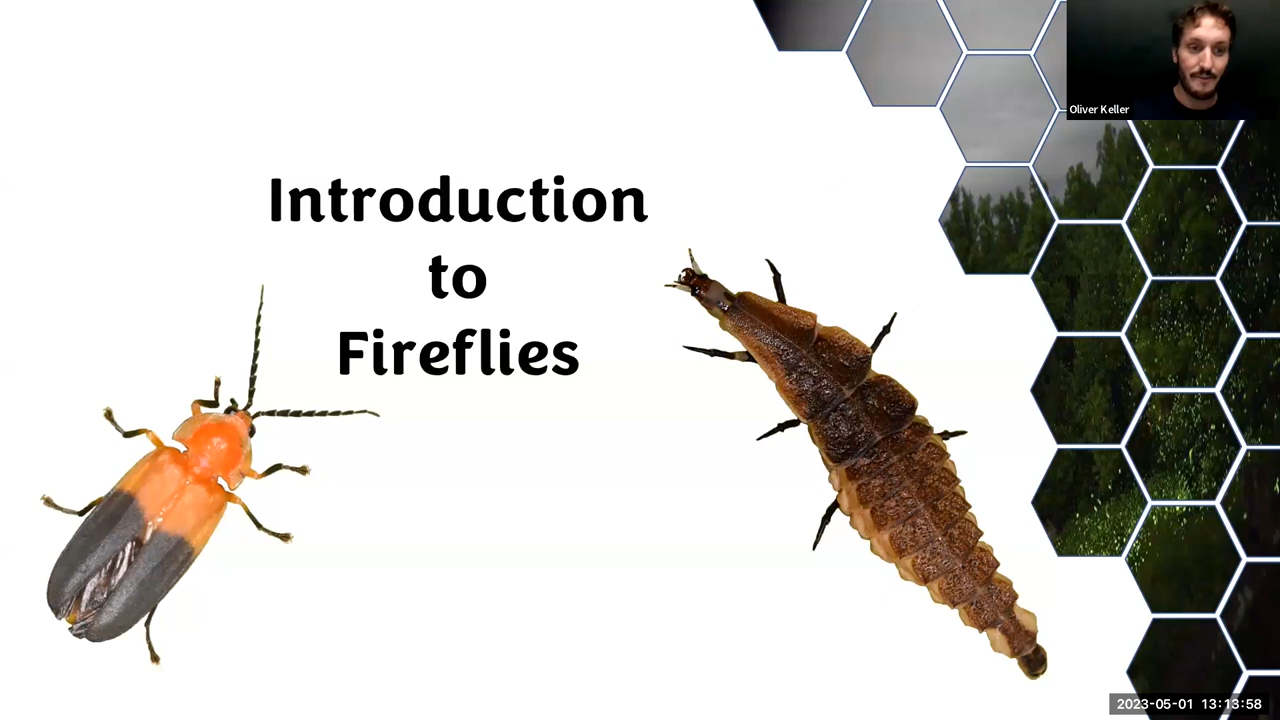 Oliver Keller
Introduction
to
Fireflies
2023-05-01 13:13:58